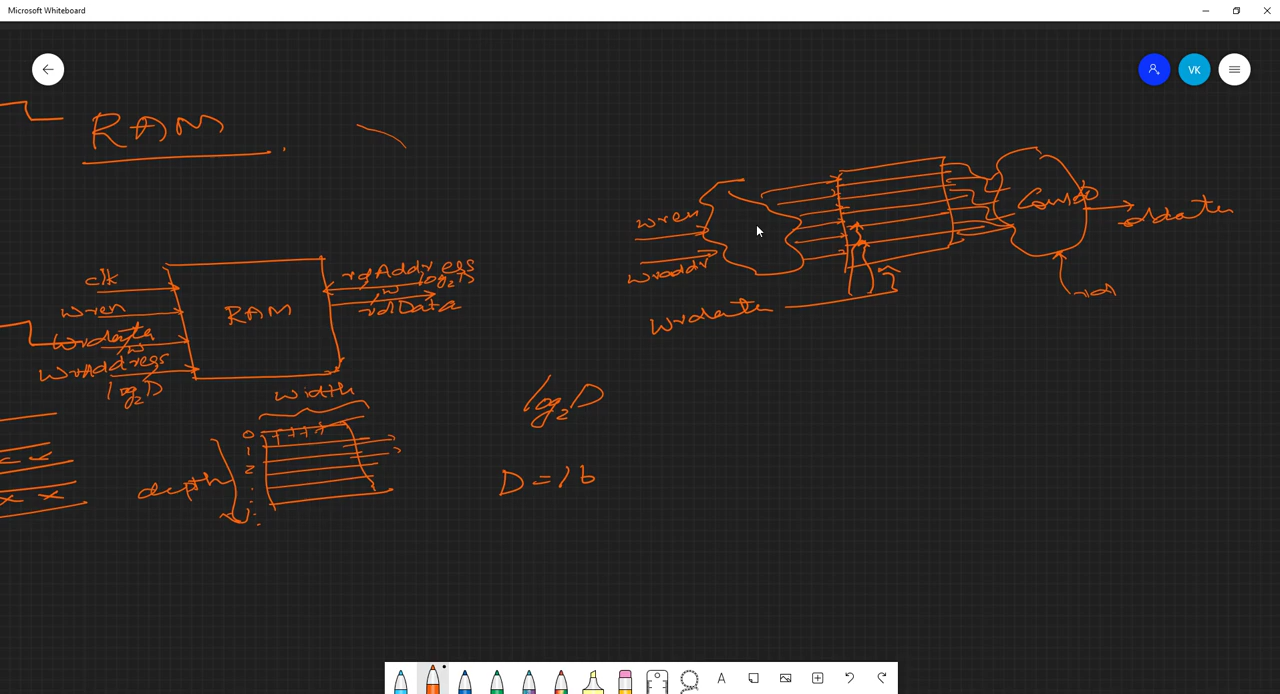 Microsoft Whiteboard
VK
RAM
clk
wren
wrdata
w
wrAddress
log2D
RAM
rdAddress
log2D
w
rdData
width
0
1
2
depth
log2D
D = 16
wren
wraddr
wrdata
Comb
rddata
A